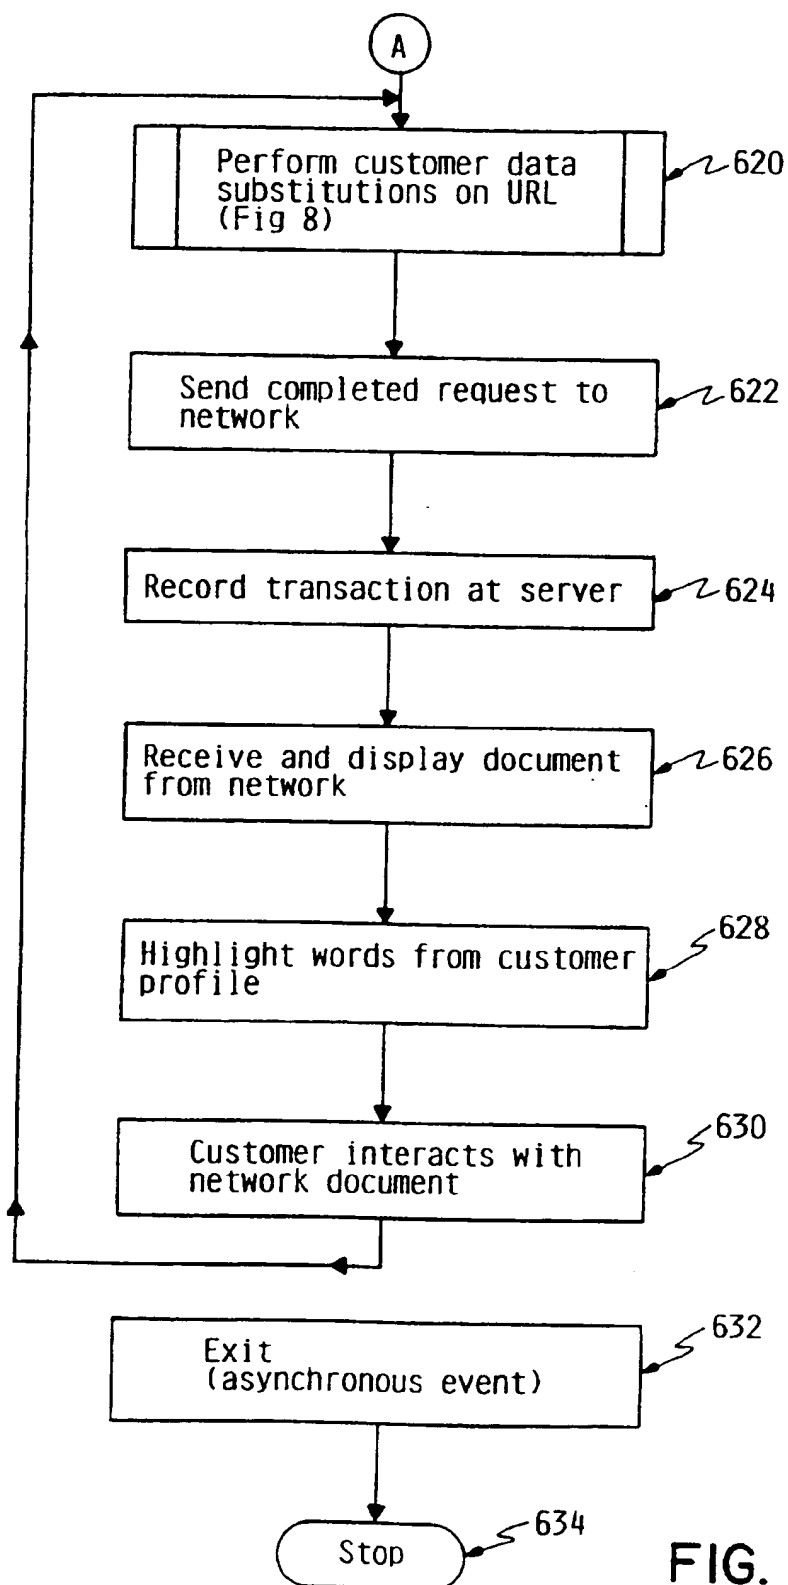 A
Perform customer data
substitutions on URL
(Fig 8)
620
Send completed request to
network
622
Record transaction at server
624
Receive and display document
from network
626
Highlight words from customer
profile
628
Customer interacts with
network document
630
Exit
(asynchronous event)
632
Stop
634
FIG.